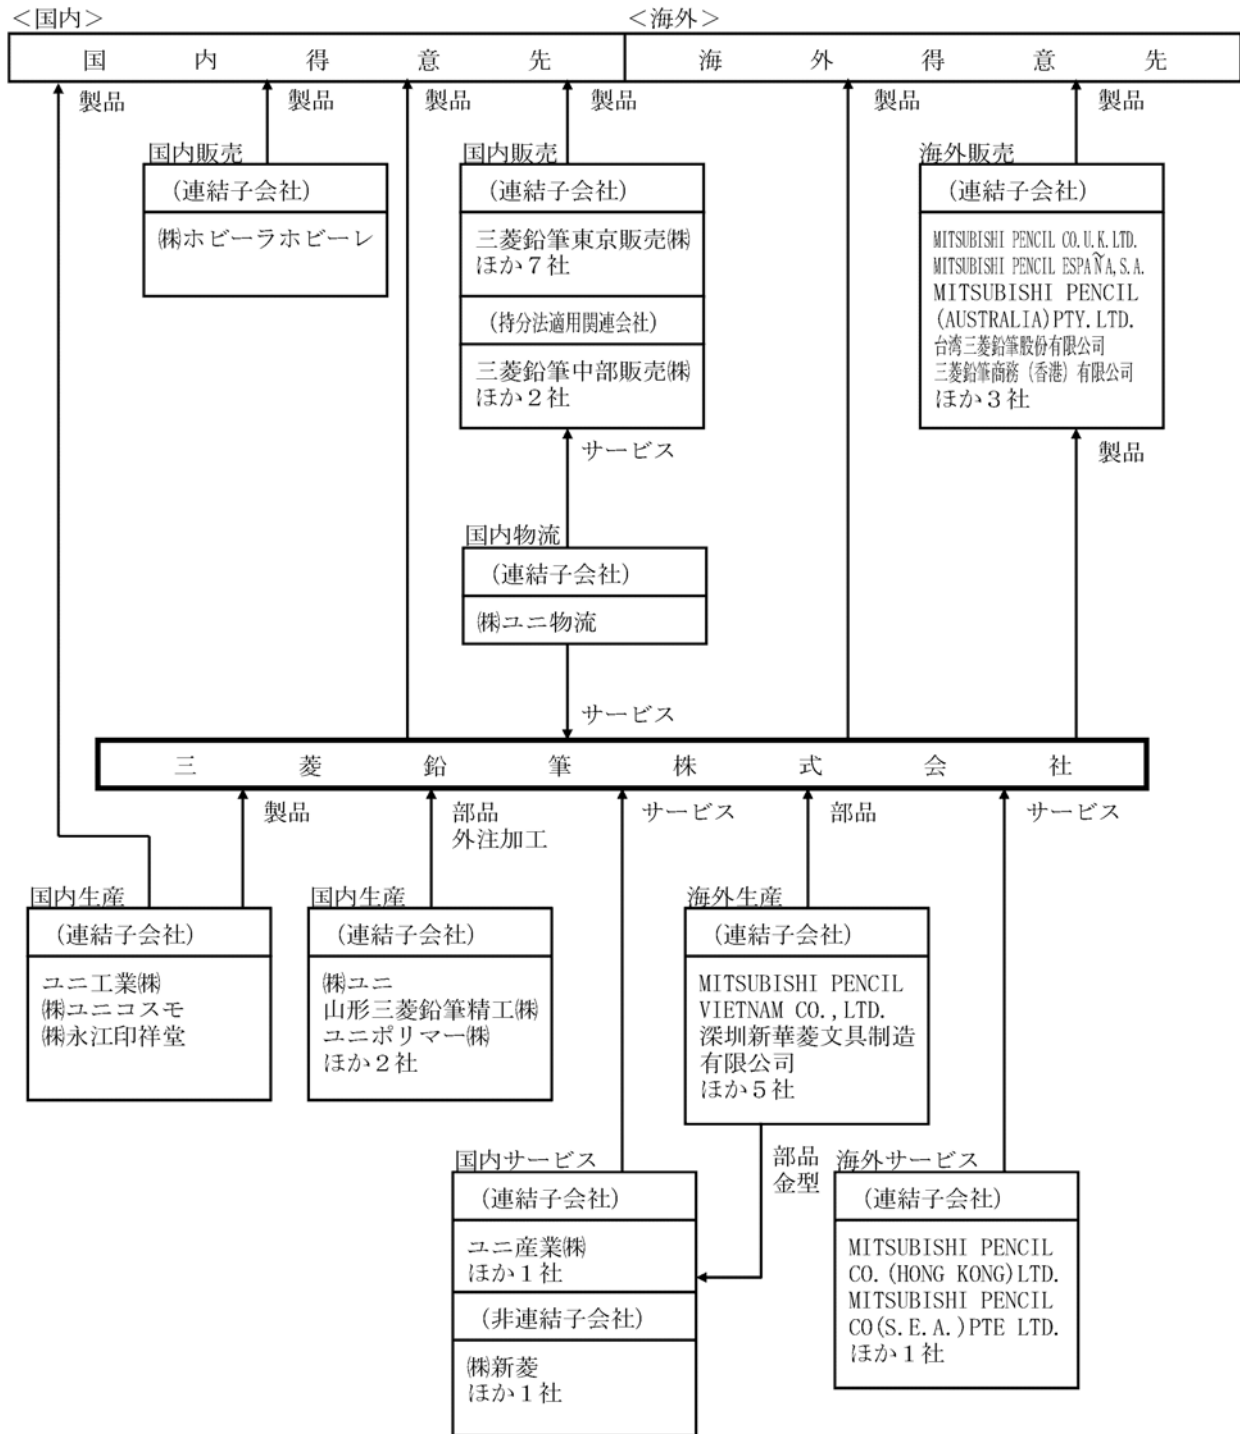 ＜国内＞
＜海外＞
国内得意先
海外得意先
製品
製品
製品
製品
製品
製品
国内販売
(連結子会社)
㈱ホビーラホビーレ
国内販売
(連結子会社)
三菱鉛筆東京販売㈱
ほか７社
(持分法適用関連会社)
三菱鉛筆中部販売㈱
ほか２社
海外販売
(連結子会社)
MITSUBISHI PENCIL CO.U.K.LTD.
MITSUBISHI PENCIL ESPAÑA,S.A.
MITSUBISHI PENCIL
(AUSTRALIA)PTY.LTD.
台湾三菱鉛筆股份有限公司
三菱鉛筆商務（香港）有限公司
ほか３社
サービス
製品
国内物流
(連結子会社)
㈱ユニ物流
サービス
三菱鉛筆株式会社
製品
部品
外注加工
サービス
部品
サービス
国内生産
(連結子会社)
ユニ工業㈱
㈱ユニコスモ
㈱永江印祥堂
国内生産
(連結子会社)
㈱ユニ
山形三菱鉛筆精工㈱
ユニポリマー㈱
ほか２社
海外生産
(連結子会社)
MITSUBISHI PENCIL
VIETNAM CO.,LTD.
深圳新華菱文具制造
有限公司
ほか５社
部品
金型
国内サービス
(連結子会社)
ユニ産業㈱
ほか１社
(非連結子会社)
㈱新菱
ほか１社
海外サービス
(連結子会社)
MITSUBISHI PENCIL
CO.(HONG KONG)LTD.
MITSUBISHI PENCIL
CO(S.E.A.)PTE LTD.
ほか１社